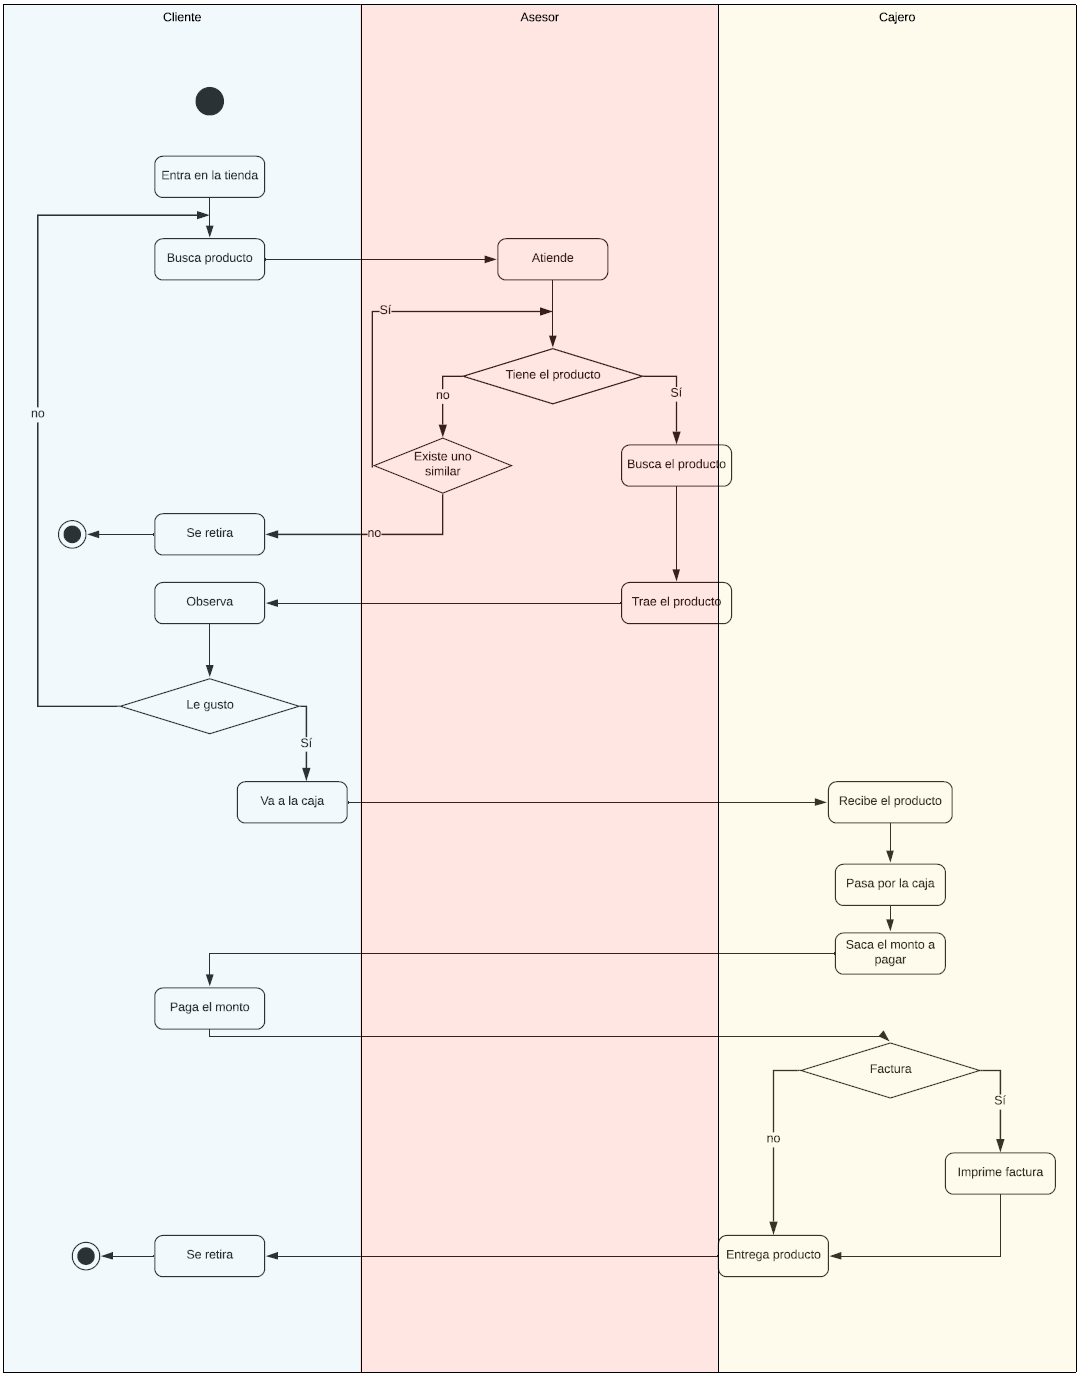 Cliente
Asesor
Cajero
Entra en la tienda
Busca producto
Atiende
Sí
Tiene el producto
no
Sí
no
Existe uno
similar
Busca el producto
Se retira
no
Observa
Trae el producto
Le gusto
Sí
Va a la caja
Recibe el producto
Pasa por la caja
Saca el monto a
pagar
Paga el monto
Factura
Sí
no
Imprime factura
Se retira
Entrega producto